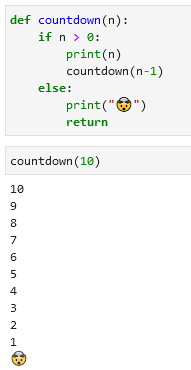 def countdown(n):
    if n > 0:
        print(n)
        countdown(n-1)
    else:
        print("🤯")
        return
countdown(10)
10
9
8
7
6
5
4
3
2
1
🤯